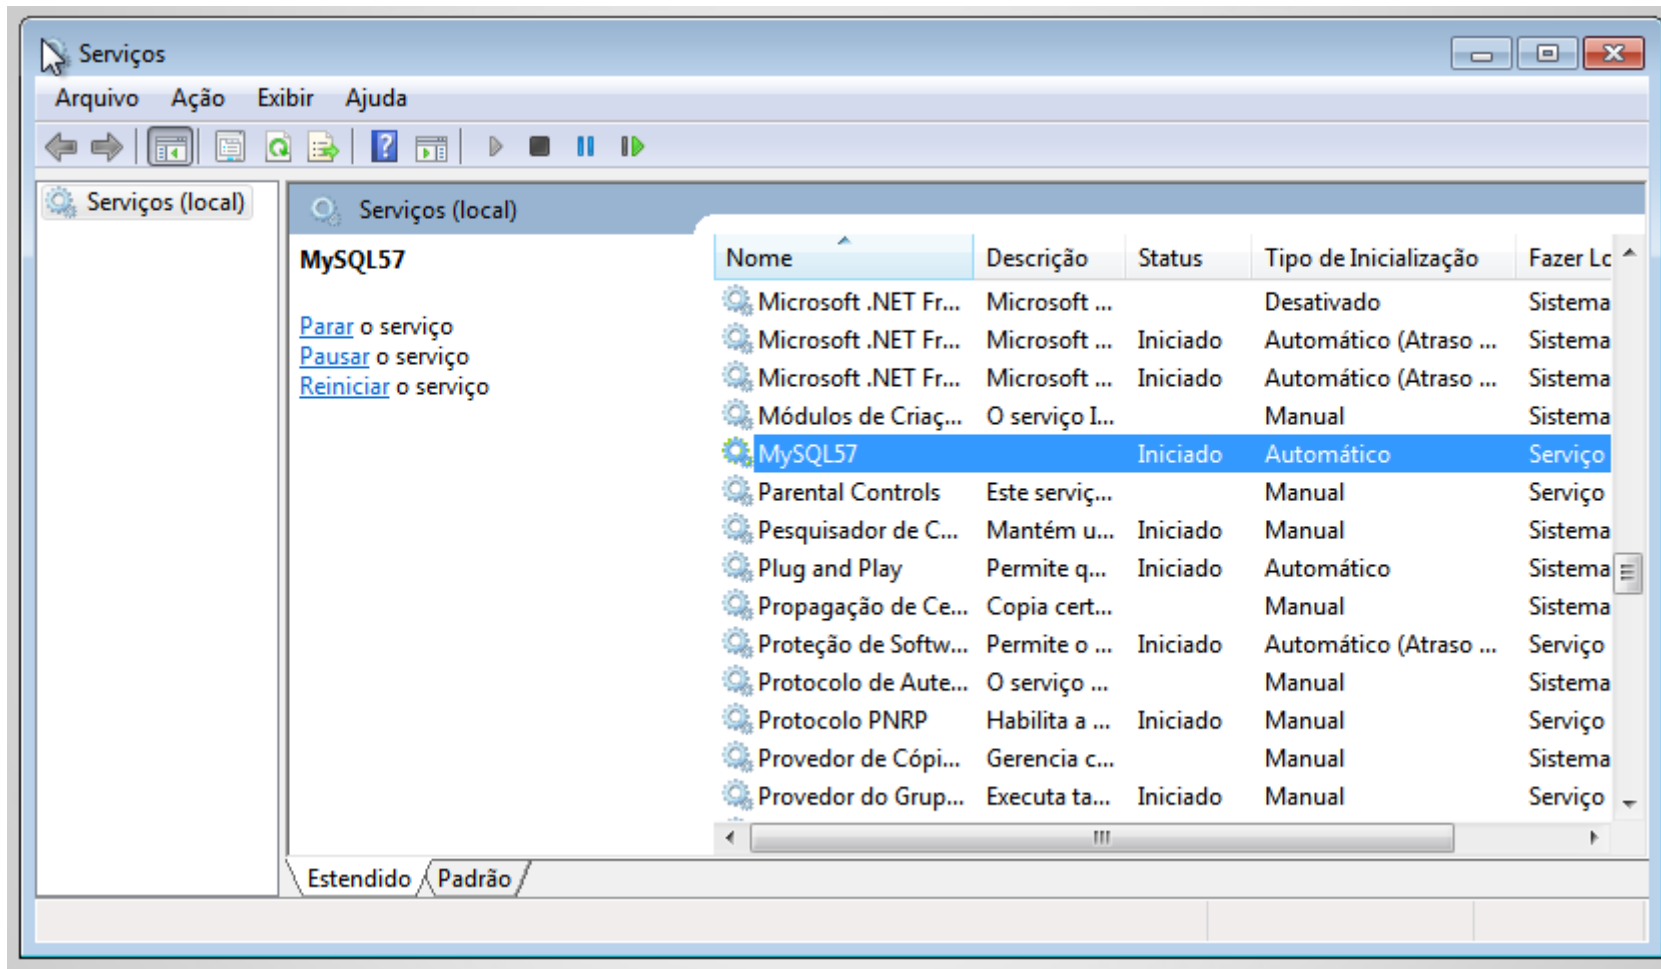 Serviços
Arquivo Ação Exibir Ajuda
Serviços (local)
Serviços (local)
MySQL57
Parar o serviço
Pausar o serviço
Reiniciar o serviço
Nome Descrição Status Tipo de Inicialização Fazer Lo
Microsoft .NET Fr... Microsoft ... Desativado Sistema
Microsoft .NET Fr... Microsoft ... Iniciado Automático (Atraso ... Sistema
Microsoft .NET Fr... Microsoft ... Iniciado Automático (Atraso ... Sistema
Módulos de Criaç... O serviço I... Manual Sistema
MySQL57 Iniciado Automático Serviço
Parental Controls Este serviç... Manual Serviço
Pesquisador de C... Mantém u... Iniciado Manual Sistema
Plug and Play Permite q... Iniciado Automático Sistema
Propagação de Ce... Copia cert... Manual Sistema
Proteção de Softw... Permite o ... Iniciado Automático (Atraso ... Serviço
Protocolo de Aute... O serviço ... Manual Sistema
Protocolo PNRP Habilita a ... Iniciado Manual Serviço
Provedor de Cópi... Gerencia c... Manual Sistema
Provedor do Grup... Executa ta... Iniciado Manual Serviço
Estendido Padrão